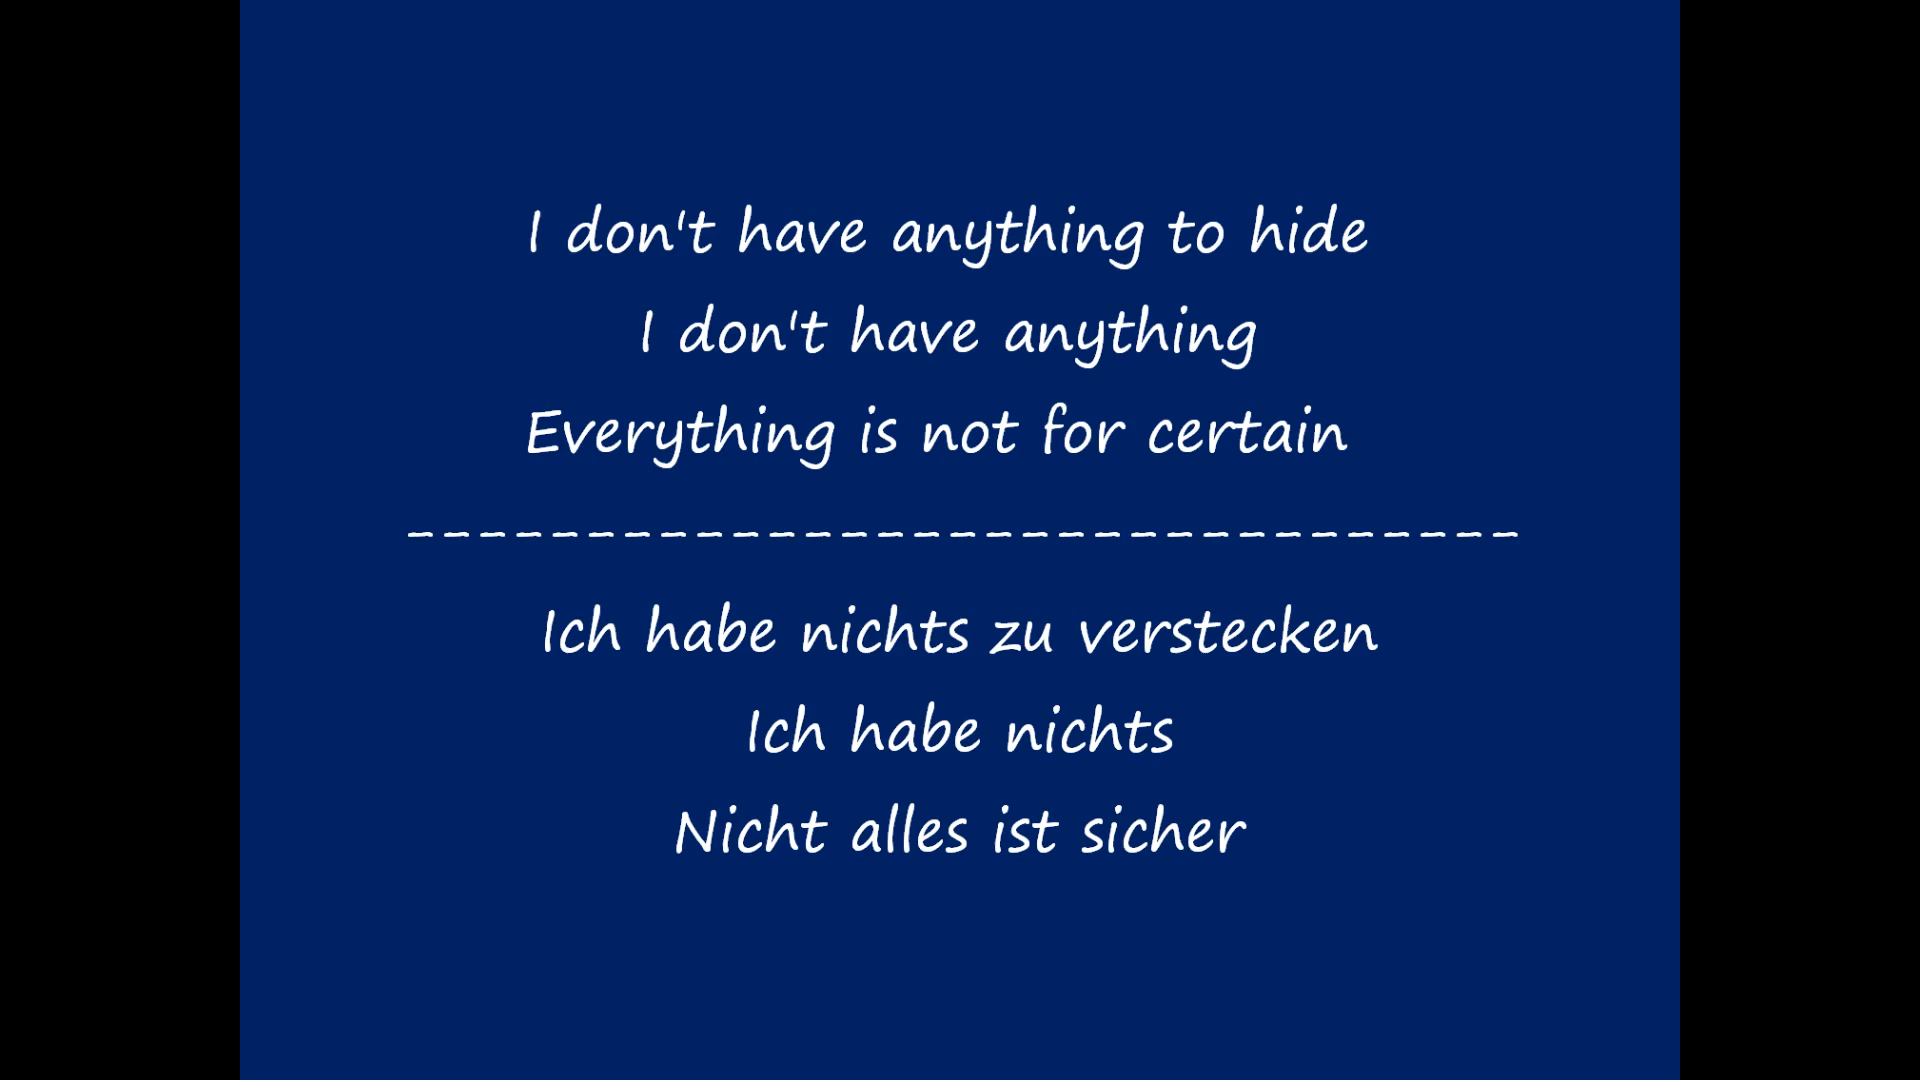 I don't have anything to hide
I don't have anything
Everything is not for certain
-------------------------------
Ich habe nichts zu verstecken
Ich habe nichts
Nicht alles ist sicher